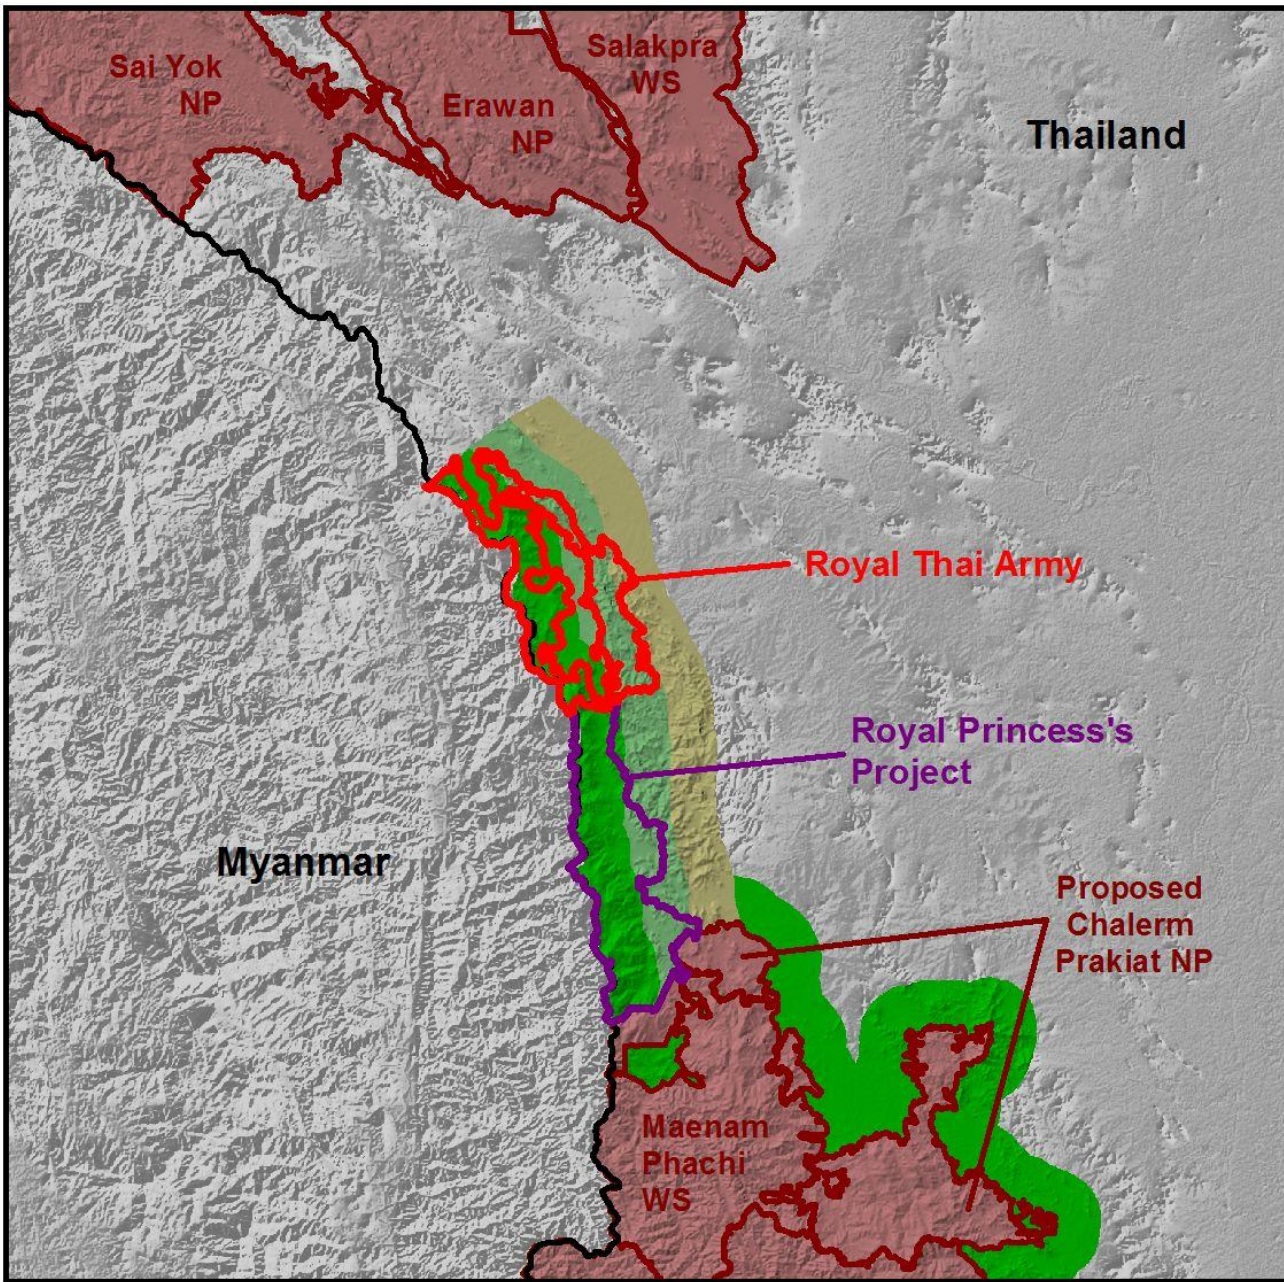 Sai Yok
NP
Erawan
NP
Salakpra
WS
Thailand
Royal Thai Army
Royal Princess's
Project
Myanmar
Proposed
Chalerm
Prakiat NP
Maenam
Phachi
WS